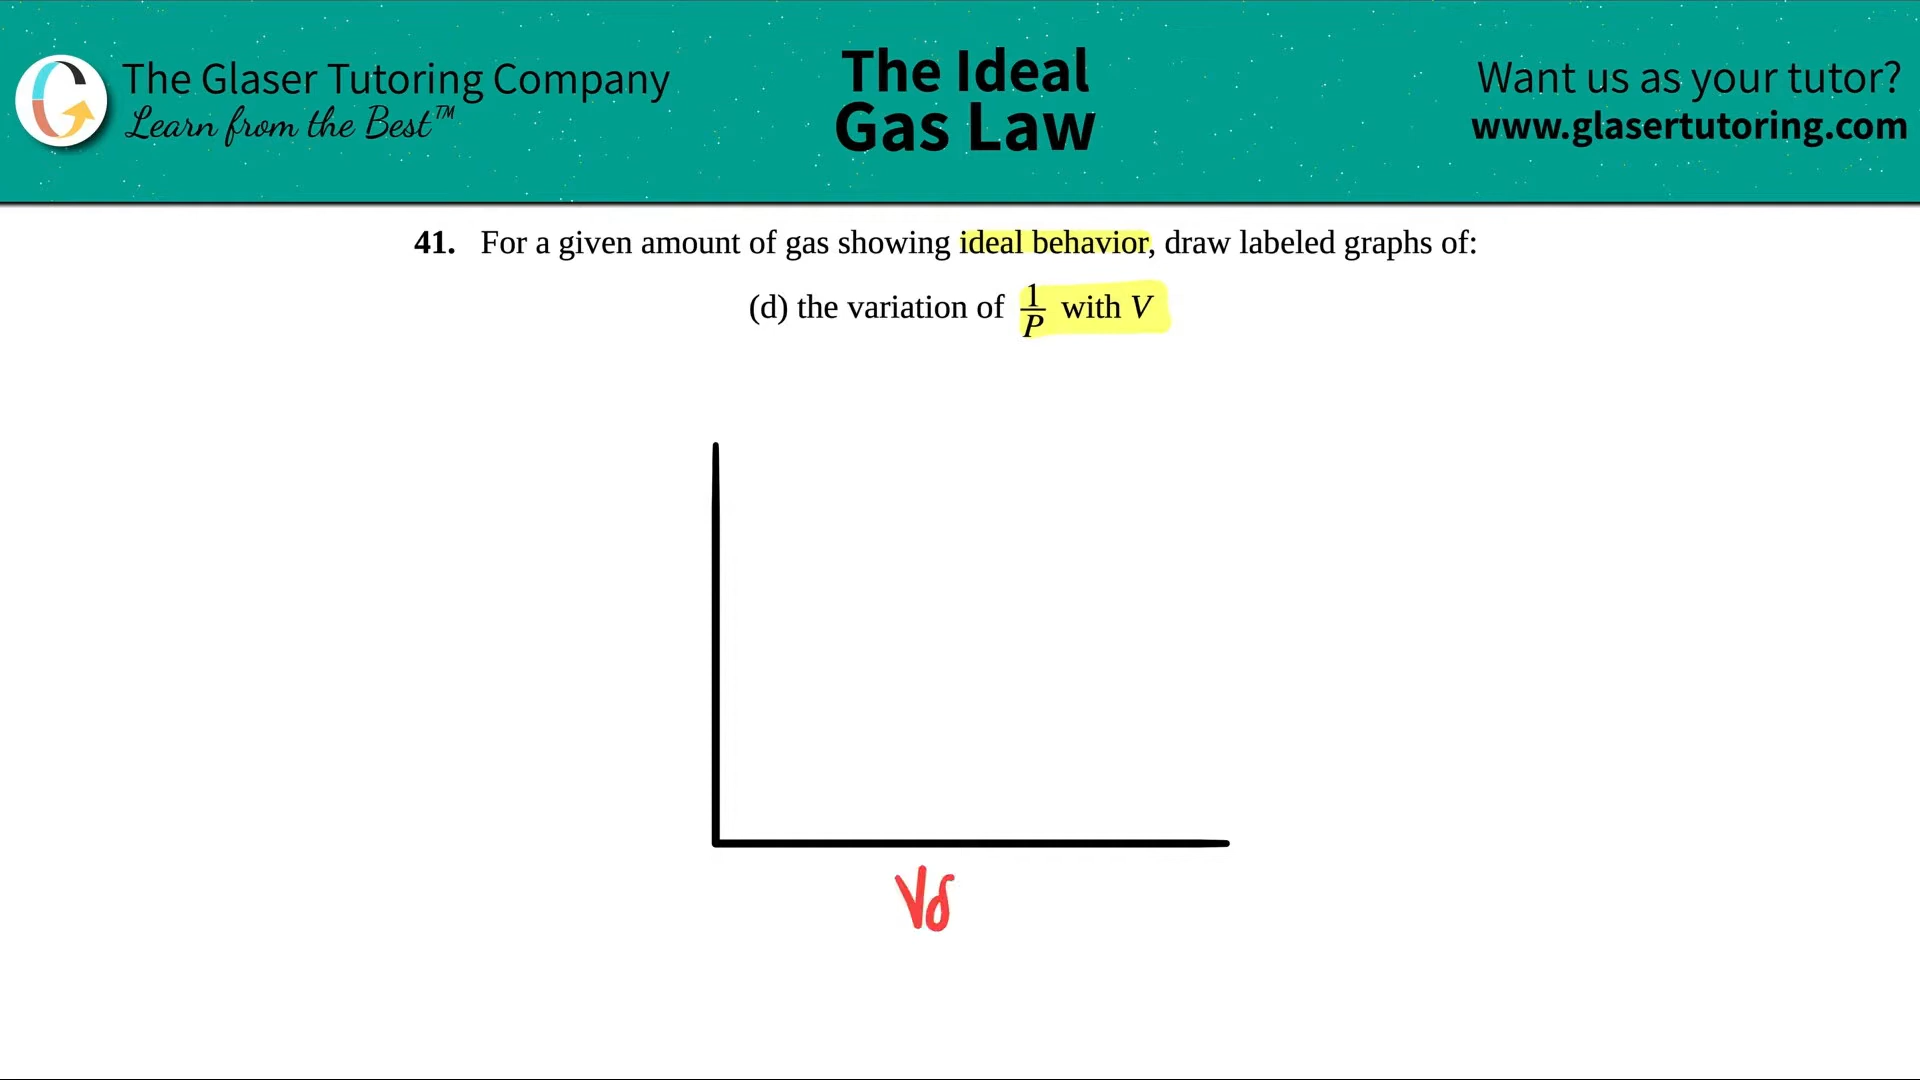 The Glaser Tutoring Company
Learn from the Best™
The Ideal
Gas Law
Want us as your tutor?
www.glasertutoring.com
41. For a given amount of gas showing ideal behavior, draw labeled graphs of:
(d) the variation of 1/P with V
Vo